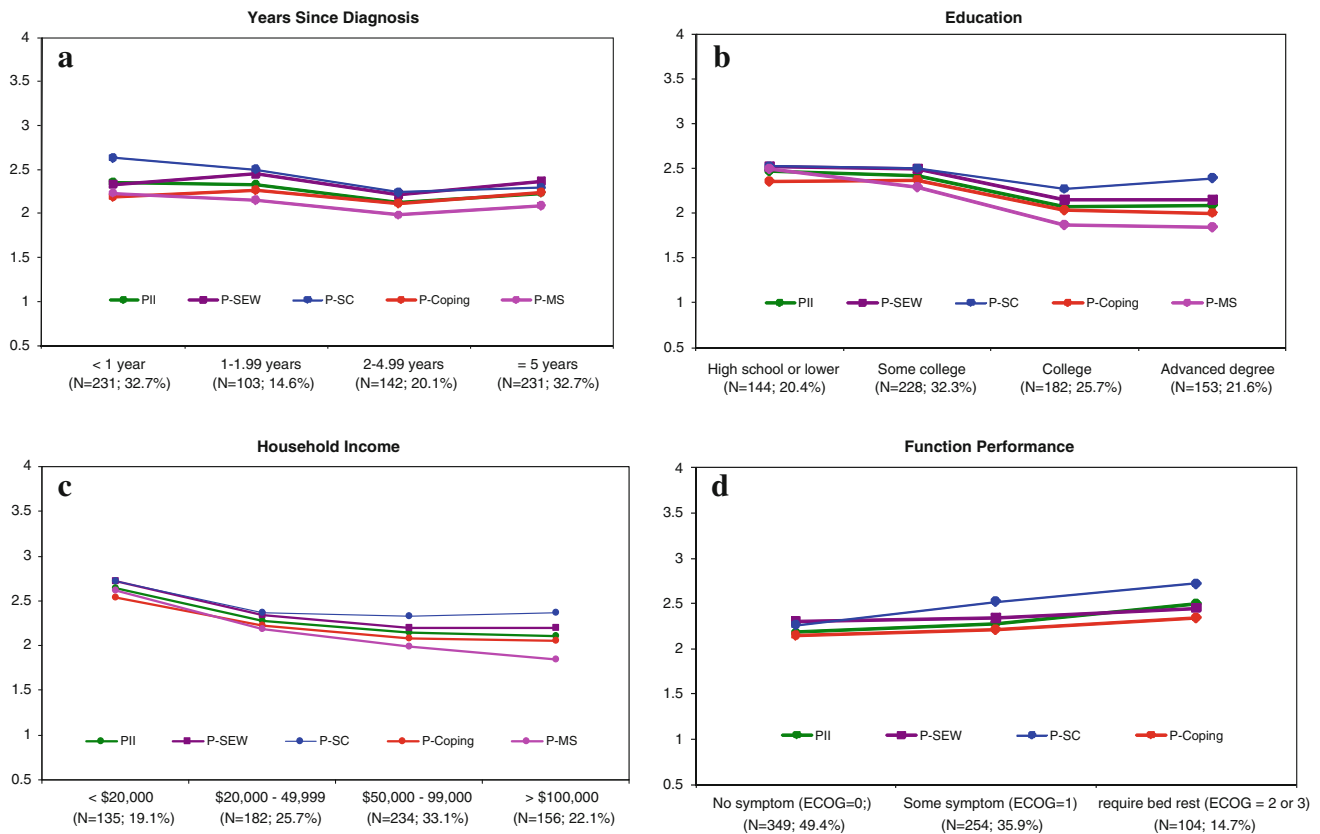 Years Since Diagnosis
a
4
3.5
3
2.5
2
1.5
1
0.5
PII P-SEW P-SC P-Coping P-MS
< 1 year 1-1.99 years 2-4.99 years = 5 years
(N=231; 32.7%) (N=103; 14.6%) (N=142; 20.1%) (N=231; 32.7%)
Education
b
4
3.5
3
2.5
2
1.5
1
0.5
PII P-SEW P-SC P-Coping P-MS
High school or lower Some college College Advanced degree
(N=144; 20.4%) (N=228; 32.3%) (N=182; 25.7%) (N=153; 21.6%)
Household Income
c
4
3.5
3
2.5
2
1.5
1
0.5
PII P-SEW P-SC P-Coping P-MS
< $20,000 $20,000 - 49,999 $50,000 - 99,000 > $100,000
(N=135; 19.1%) (N=182; 25.7%) (N=234; 33.1%) (N=156; 22.1%)
Function Performance
d
4
3.5
3
2.5
2
1.5
1
0.5
PII P-SEW P-SC P-Coping
No symptom (ECOG=0;) Some symptom (ECOG=1) require bed rest (ECOG = 2 or 3)
(N=349; 49.4%) (N=254; 35.9%) (N=104; 14.7%)